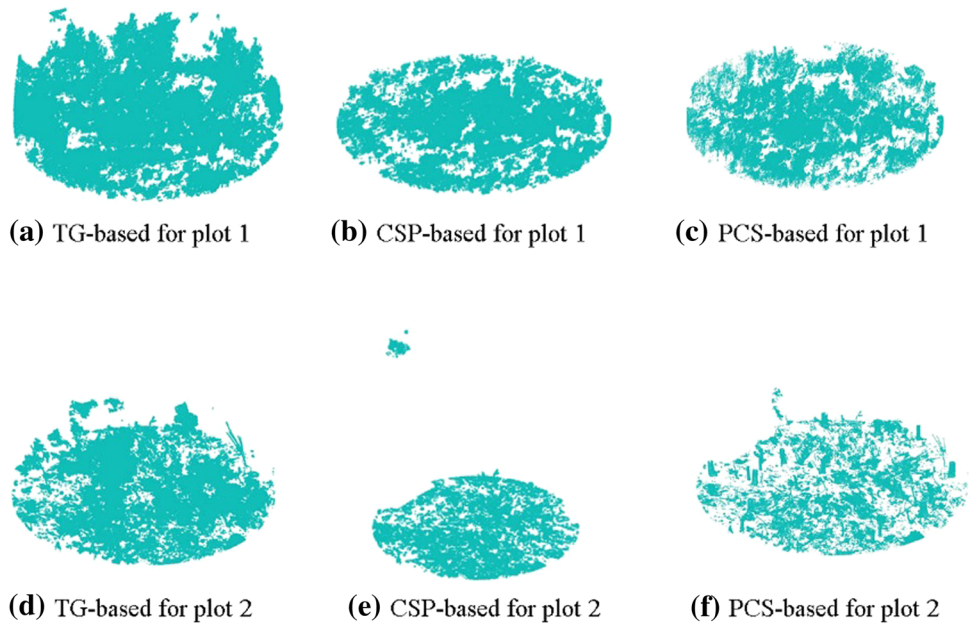 (a) TG-based for plot 1
(b) CSP-based for plot 1
(c) PCS-based for plot 1
(d) TG-based for plot 2
(e) CSP-based for plot 2
(f) PCS-based for plot 2